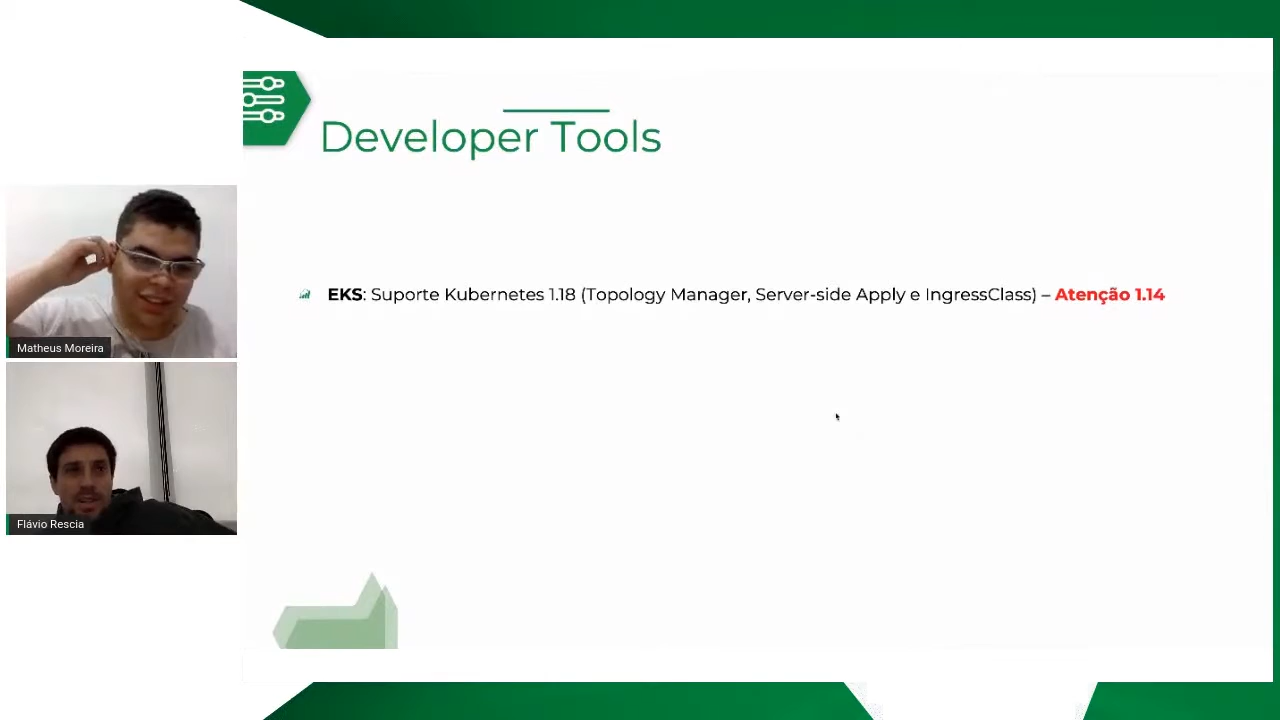 Developer Tools
EKS: Suporte Kubernetes 1.18 (Topology Manager, Server-side Apply e IngressClass) – Atenção 1.14
Matheus Moreira
Flávio Rescia